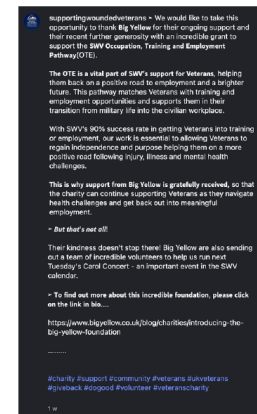 supportingwoundedveterans ~ We would like to take this
opportunity to thank Big Yellow for their ongoing support and
their recent further generosity with an incredible grant to
support the SWV Occupation, Training and Employment
Pathway(OTE).
The OTE is a vital part of SWV's support for Veterans, helping
them back on a positive road to employment and a brighter
future. This pathway matches Veterans with training and
employment opportunities and supports them in their
transition from military life into the civilian workplace.
With SWV's 90% success rate in getting Veterans into training
or employment, our work is essential to allowing Veterans to
regain independence and purpose helping them on a more
positive road following injury, illness and mental health
challenges.
This is why support from Big Yellow is gratefully received, so that
the charity can continue supporting Veterans as they navigate
health challenges and get back out into meaningful
employment.
~ But that's not all!
Their kindness doesn't stop there! Big Yellow are also sending
out a team of incredible volunteers to help us run next
Tuesday's Carol Concert - an important event in the SWV
calendar.
~ To find out more about this incredible foundation, please click
on the link in bio....
https://www.bigyellow.co.uk/blog/charities/introducing-the-
big-yellow-foundation
.........
#charity #support #community #veterans #ukveterans
#giveback #dogood #volunteer #veteranscharity
1 w